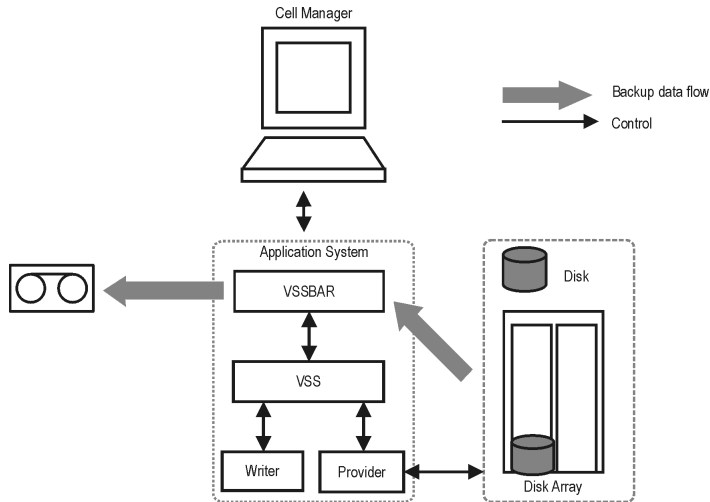 Cell Manager
Backup data flow
Control
Application System
VSSBAR
Disk
VSS
Writer
Provider
Disk Array